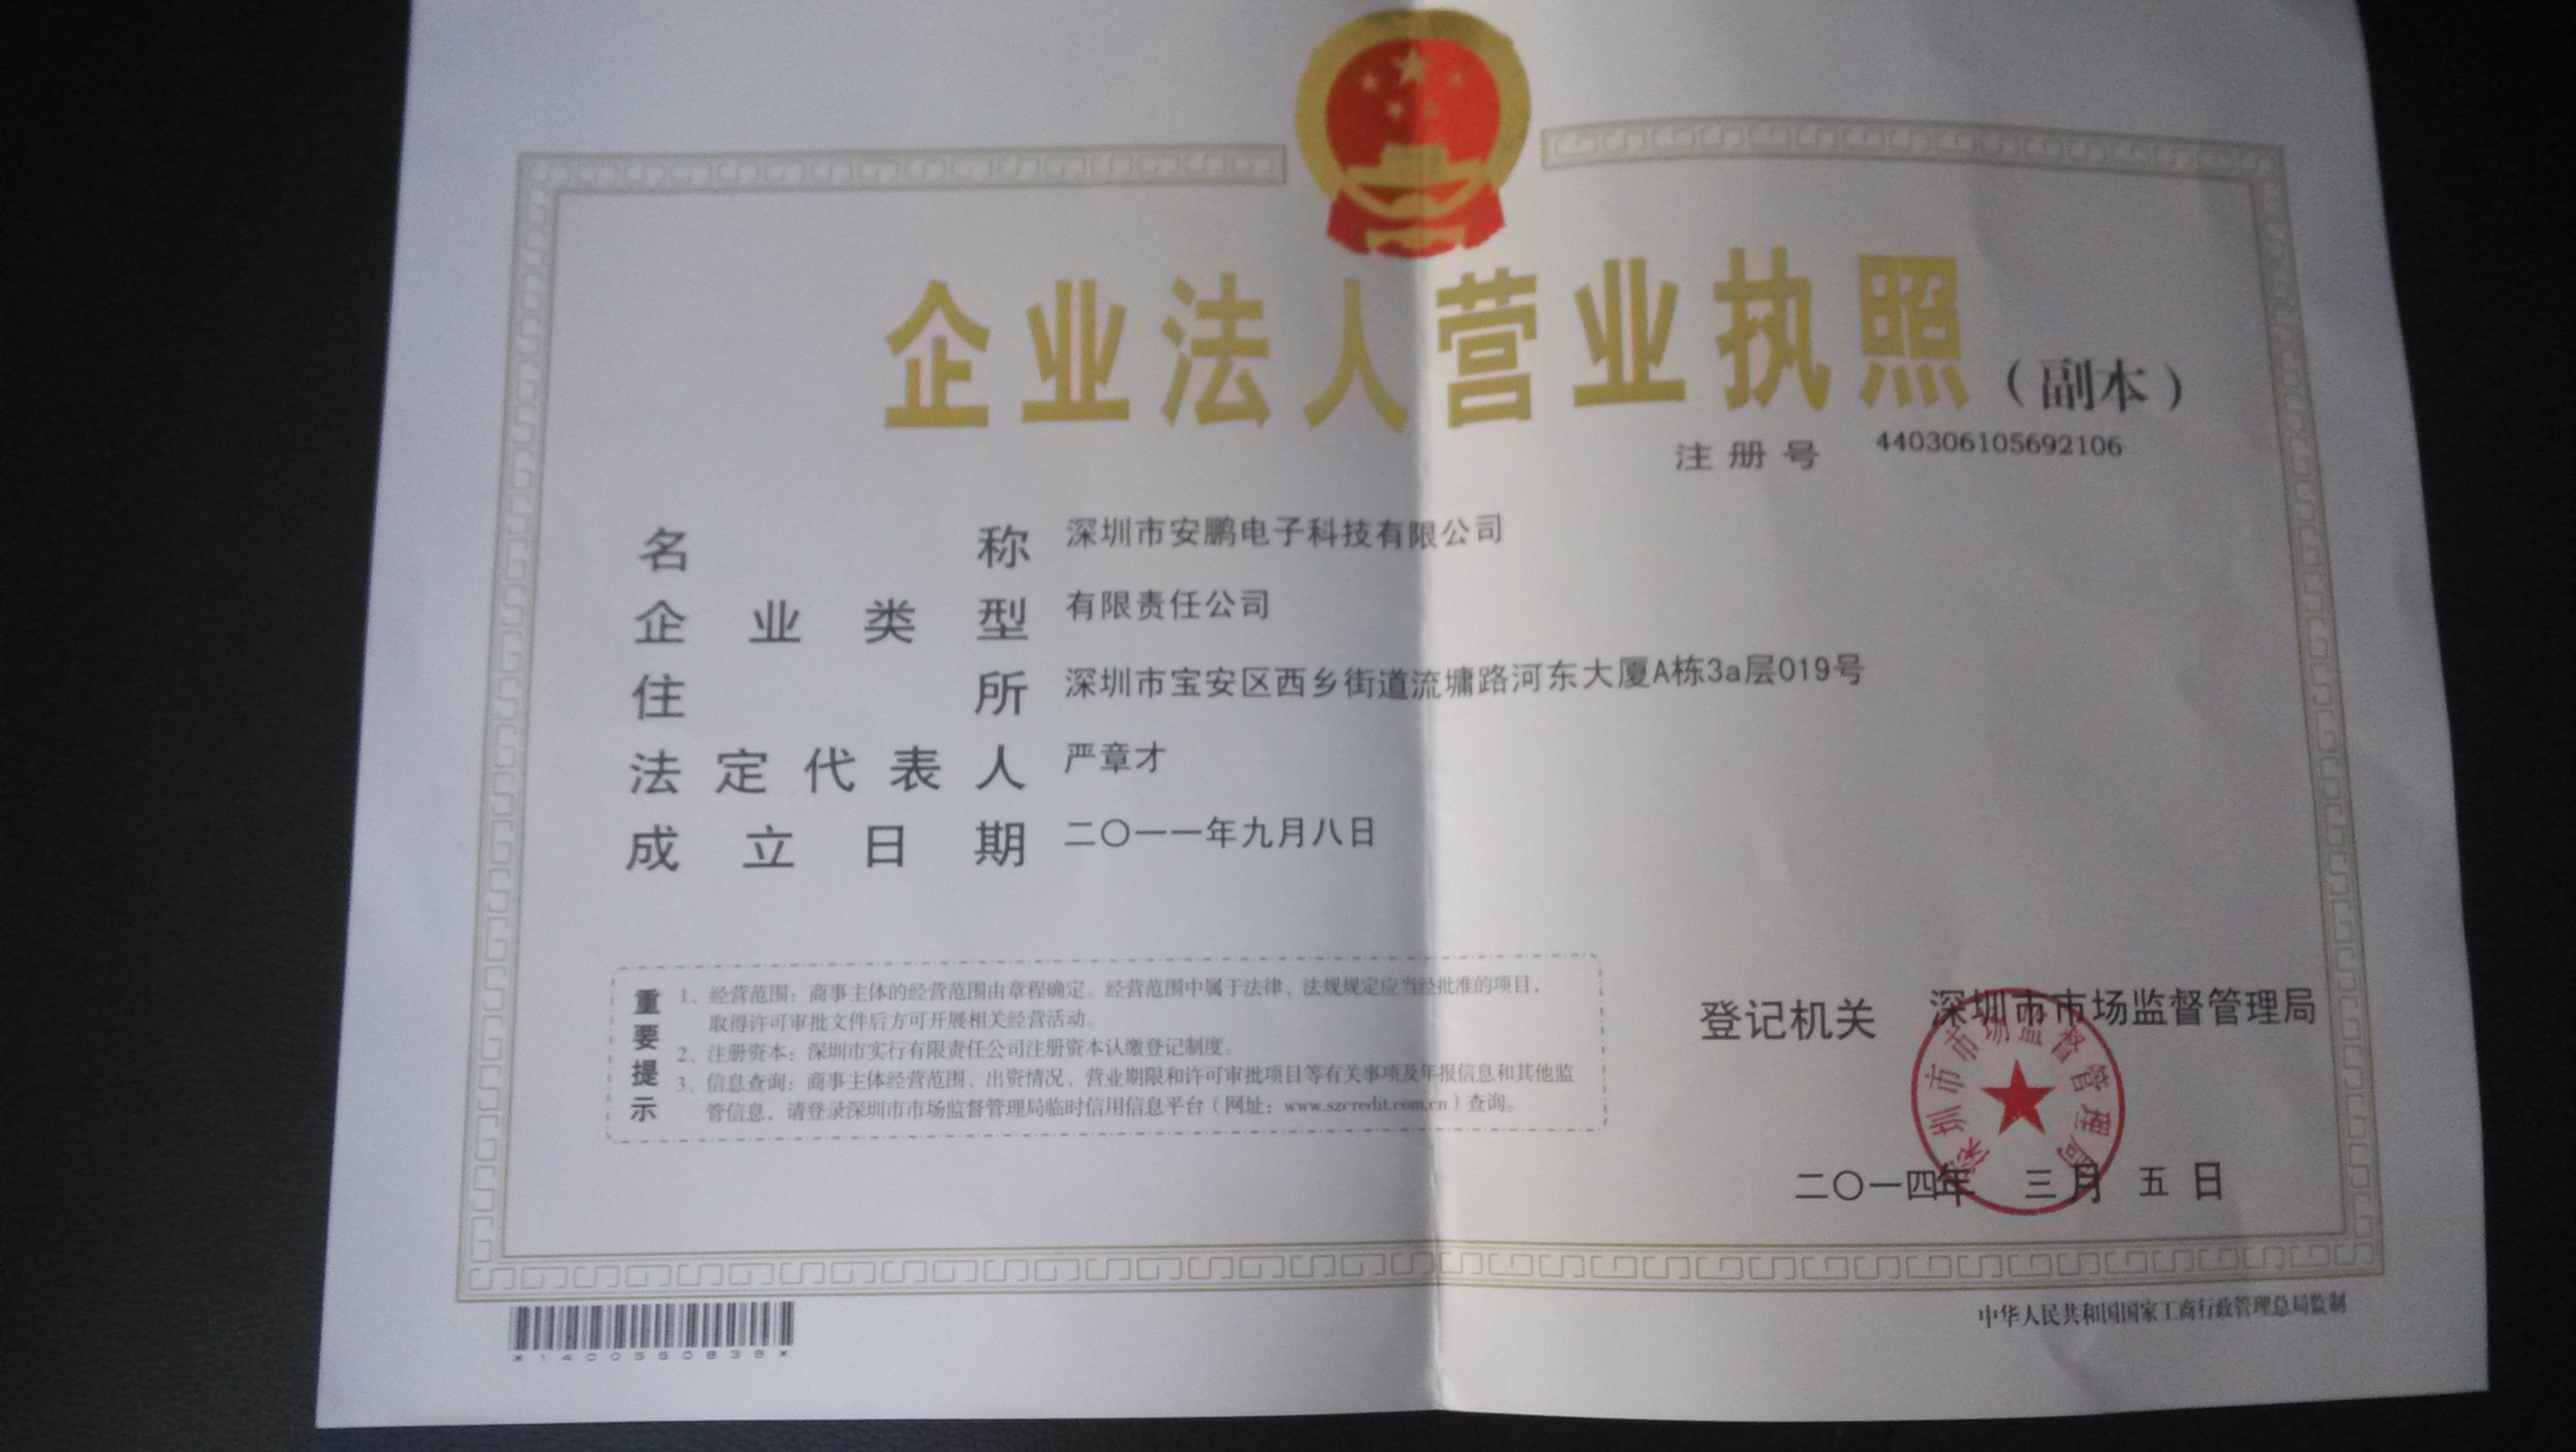 企业法人营业执照（副本）
注册号 440306105692106
名称 深圳市安鹏电子科技有限公司
企业类型 有限责任公司
住所 深圳市宝安区西乡街道流塘路河东大厦A栋3a层019号
法定代表人 严章才
成立日期 二〇一一年九月八日
重要提示
1、经营范围：商事主体的经营范围由章程确定。经营范围中属于法律、法规规定应当经批准的项目，
取得许可审批文件后方可开展相关经营活动。
2、注册资本：深圳市实行有限责任公司注册资本认缴登记制度。
3、信息查询：商事主体经营范围、出资情况、营业期限和许可审批项目等有关事项及年报信息和其他监
管信息，请登录深圳市市场监督管理局临时信用信息平台（网址：www.szcredit.com.cn）查询。
登记机关 深圳市市场监督管理局
深圳市市场监督管理局
二〇一四年 三月 五日
中华人民共和国国家工商行政管理总局监制
*1400550838*